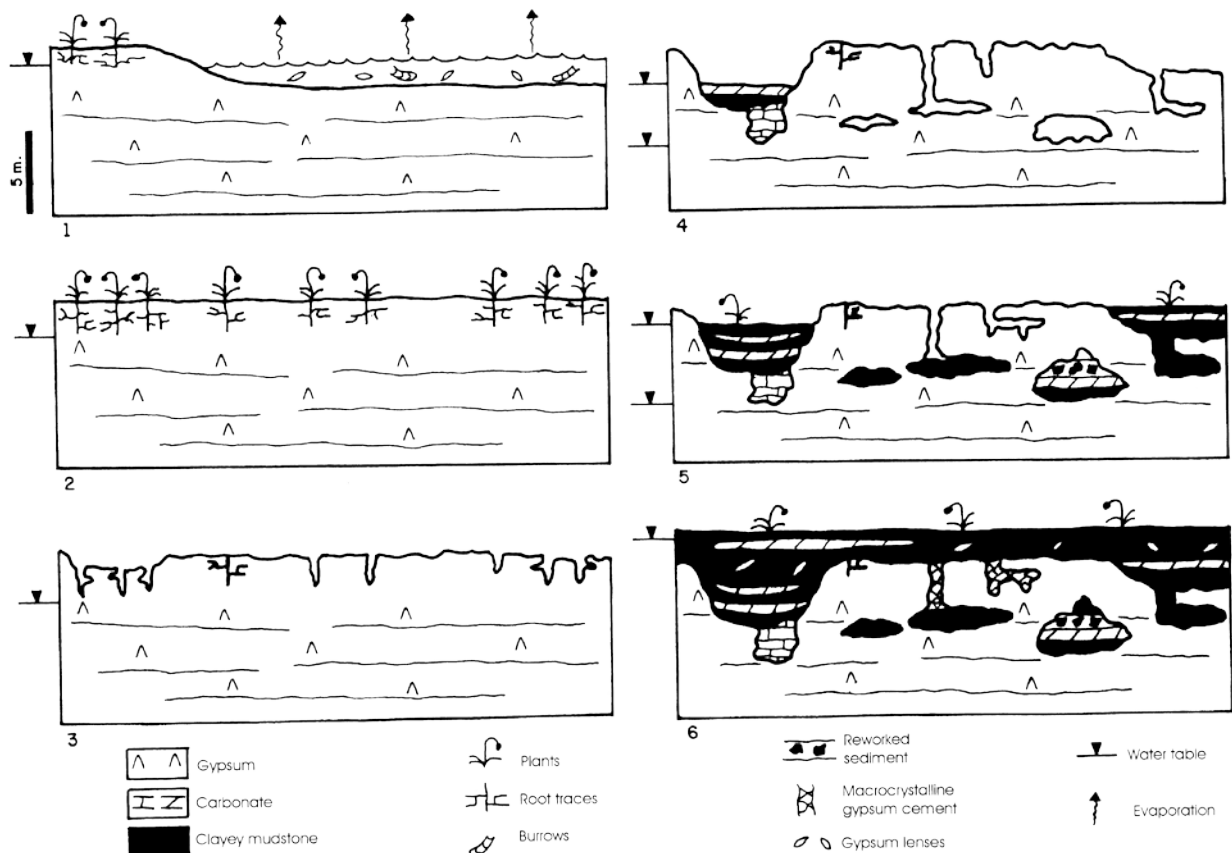 5 m.
1
2
3
4
5
6
Gypsum
Carbonate
Clayey mudstone
Plants
Root traces
Burrows
Reworked
sediment
Macrocrystalline
gypsum cement
Gypsum lenses
Water table
Evaporation